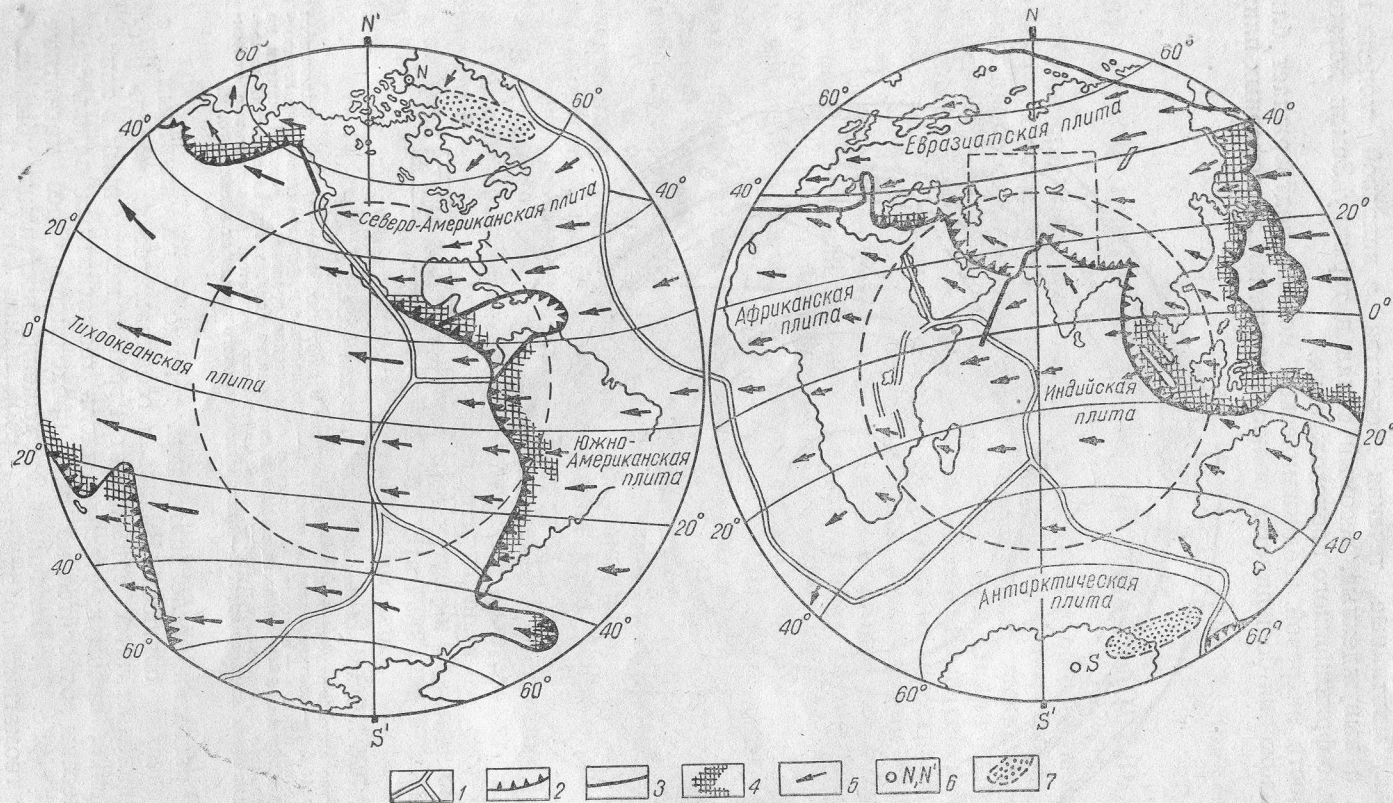 N'
N
60°
60°
60°
60°
N
40°
40°
Евразиатская плита
40°
40°
20°
Северо-Американская плита
20°
Африканская плита
0°
0°
Тихоокеанская плита
Индийская плита
Южно-Американская плита
20°
20°
20°
20°
40°
40°
Антарктическая плита
40°
40°
60°
60°
60°
60°
S
S'
S'
1 2 3 4 5 N,N' 6 7